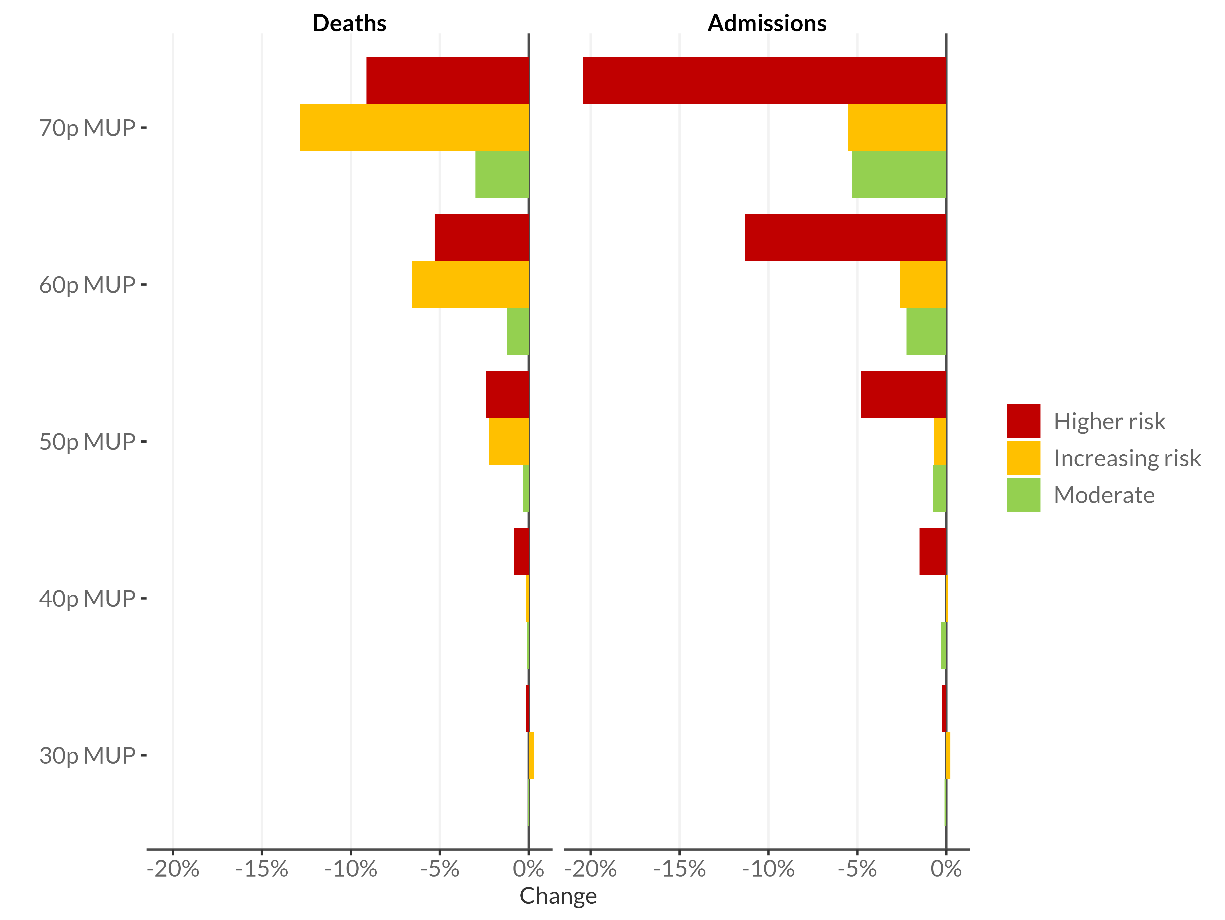 Deaths
Admissions
70p MUP
60p MUP
50p MUP
40p MUP
30p MUP
Higher risk
Increasing risk
Moderate
-20% -15% -10% -5% 0%
-20% -15% -10% -5% 0%
Change